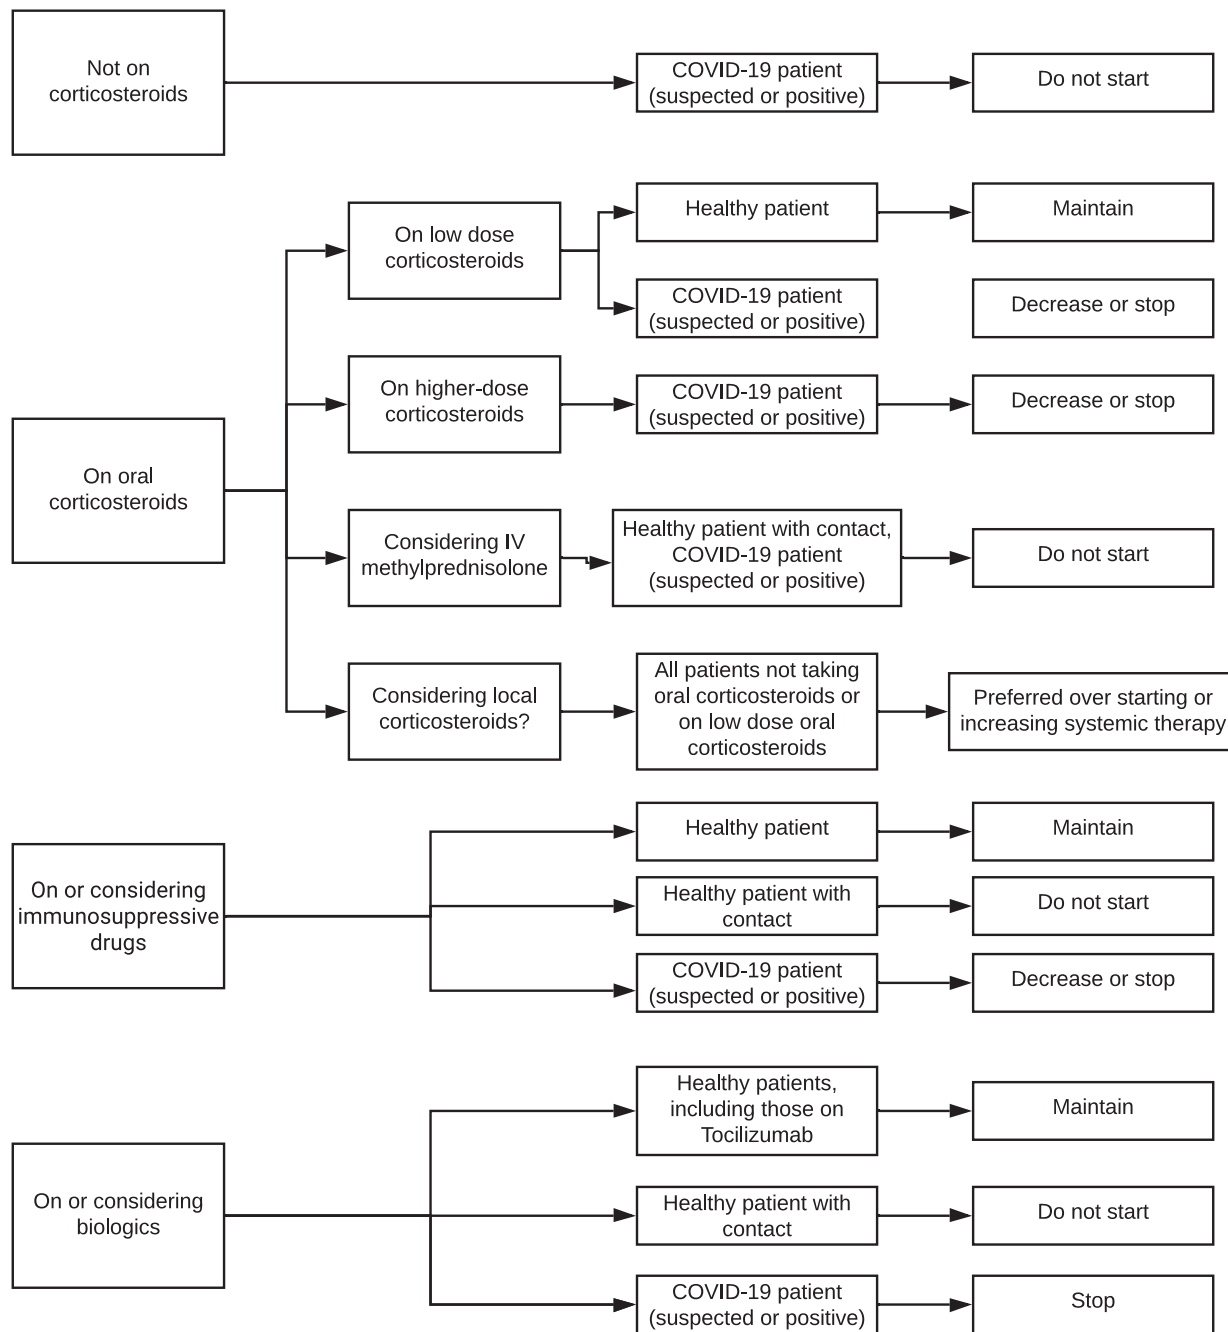 Not on
corticosteroids
COVID-19 patient
(suspected or positive)
Do not start
On oral
corticosteroids
On low dose
corticosteroids
Healthy patient
Maintain
COVID-19 patient
(suspected or positive)
Decrease or stop
On higher-dose
corticosteroids
COVID-19 patient
(suspected or positive)
Decrease or stop
Considering IV
methylprednisolone
Healthy patient with contact,
COVID-19 patient
(suspected or positive)
Do not start
Considering local
corticosteroids?
All patients not taking
oral corticosteroids or
on low dose oral
corticosteroids
Preferred over starting or
increasing systemic therapy
On or considering
immunosuppressive
drugs
Healthy patient
Maintain
Healthy patient with
contact
Do not start
COVID-19 patient
(suspected or positive)
Decrease or stop
On or considering
biologics
Healthy patients,
including those on
Tocilizumab
Maintain
Healthy patient with
contact
Do not start
COVID-19 patient
(suspected or positive)
Stop